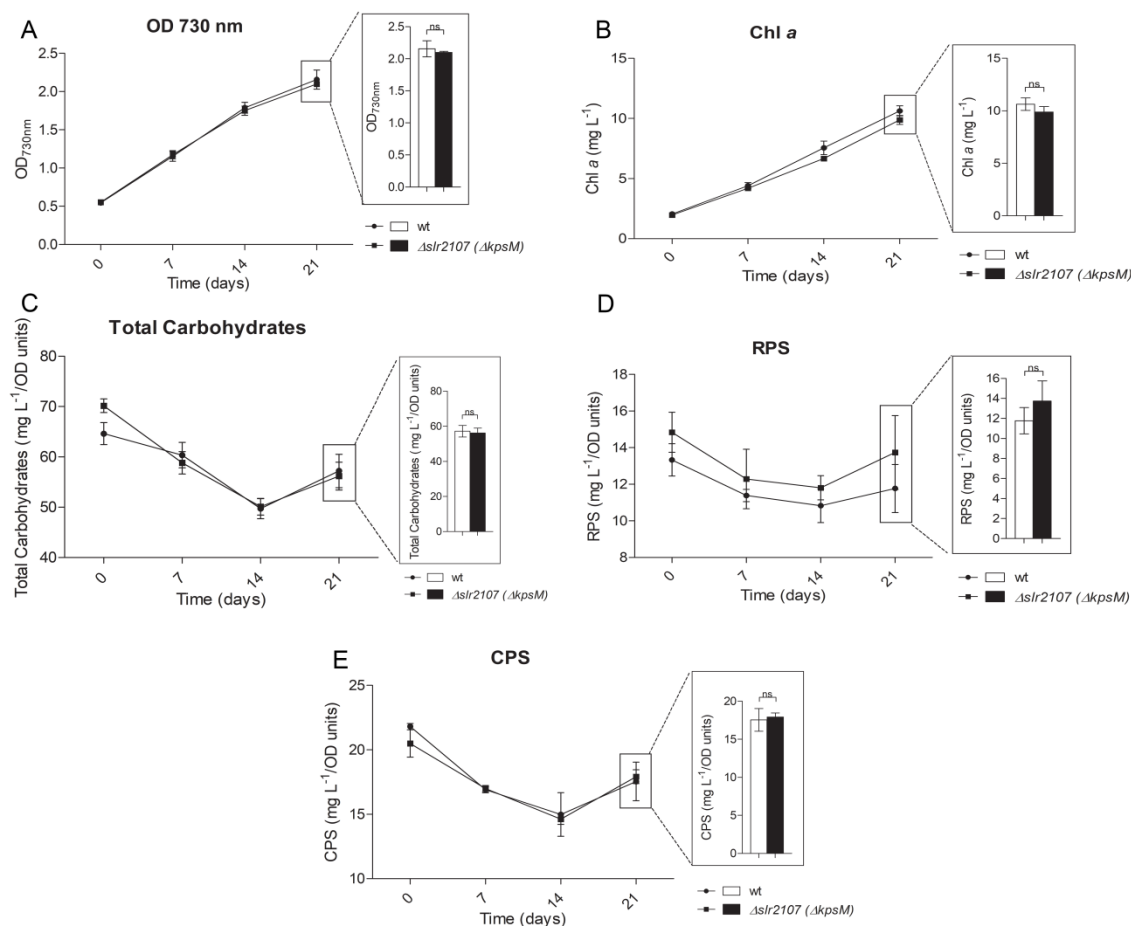 A
OD 730 nm
OD730nm
2.5
2.0
1.5
1.0
0.5
0.0
0
7
14
21
Time (days)
OD730nm
2.5
2.0
1.5
1.0
0.5
0.0
ns
wt
Δslr2107 (ΔkpsM)
B
Chl a
Chl a (mg L⁻¹)
15
10
5
0
0
7
14
21
Time (days)
Chl a (mg L⁻¹)
15
10
5
0
ns
wt
Δslr2107 (ΔkpsM)
C
Total Carbohydrates
Total Carbohydrates (mg L⁻¹/OD units)
80
70
60
50
40
0
7
14
21
Time (days)
Total Carbohydrates ( mg L⁻¹/OD units)
80
60
40
20
0
ns
wt
Δslr2107 (ΔkpsM)
D
RPS
RPS (mg L⁻¹/OD units)
18
16
14
12
10
8
0
7
14
21
Time (days)
RPS (mg L⁻¹/OD units)
16
14
12
10
8
6
4
2
0
ns
wt
Δslr2107 (ΔkpsM)
E
CPS
CPS (mg L⁻¹/OD units)
25
20
15
10
0
7
14
21
Time (days)
CPS (mg L⁻¹/OD units)
20
15
10
5
0
ns
wt
Δslr2107 (ΔkpsM)